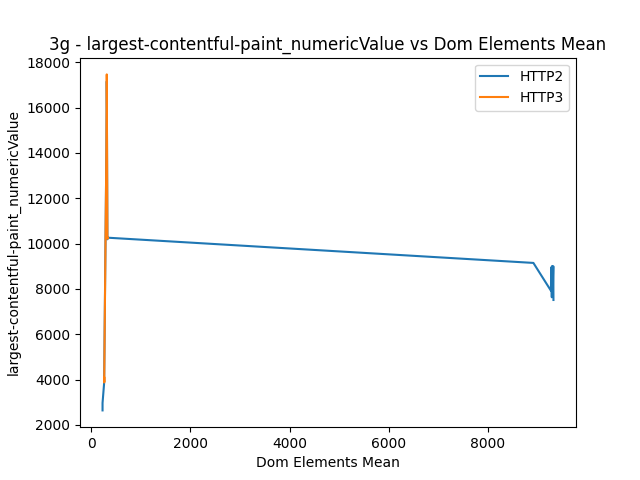 3g - largest-contentful-paint_numericValue vs Dom Elements Mean
HTTP2
HTTP3
18000
16000
14000
12000
10000
8000
6000
4000
2000
largest-contentful-paint_numericValue
0 2000 4000 6000 8000
Dom Elements Mean